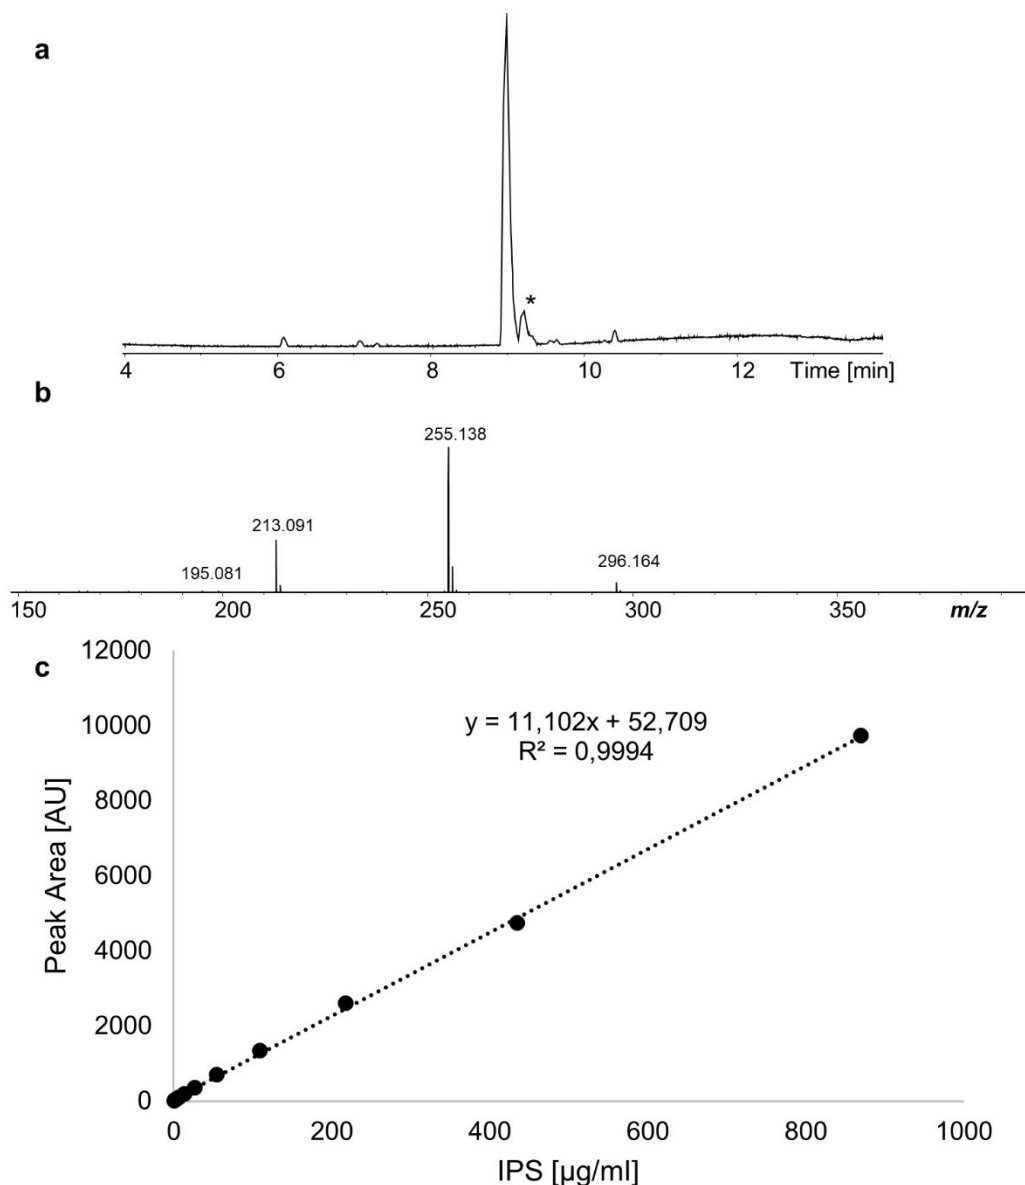 a
*
4 6 8 10 12 Time [min]
b
255.138
213.091
296.164
195.081
150 200 250 300 350 m/z
c
12000
10000
8000
6000
4000
2000
0
Peak Area [AU]
y = 11,102x + 52,709
R² = 0,9994
0 200 400 600 800 1000
IPS [µg/ml]